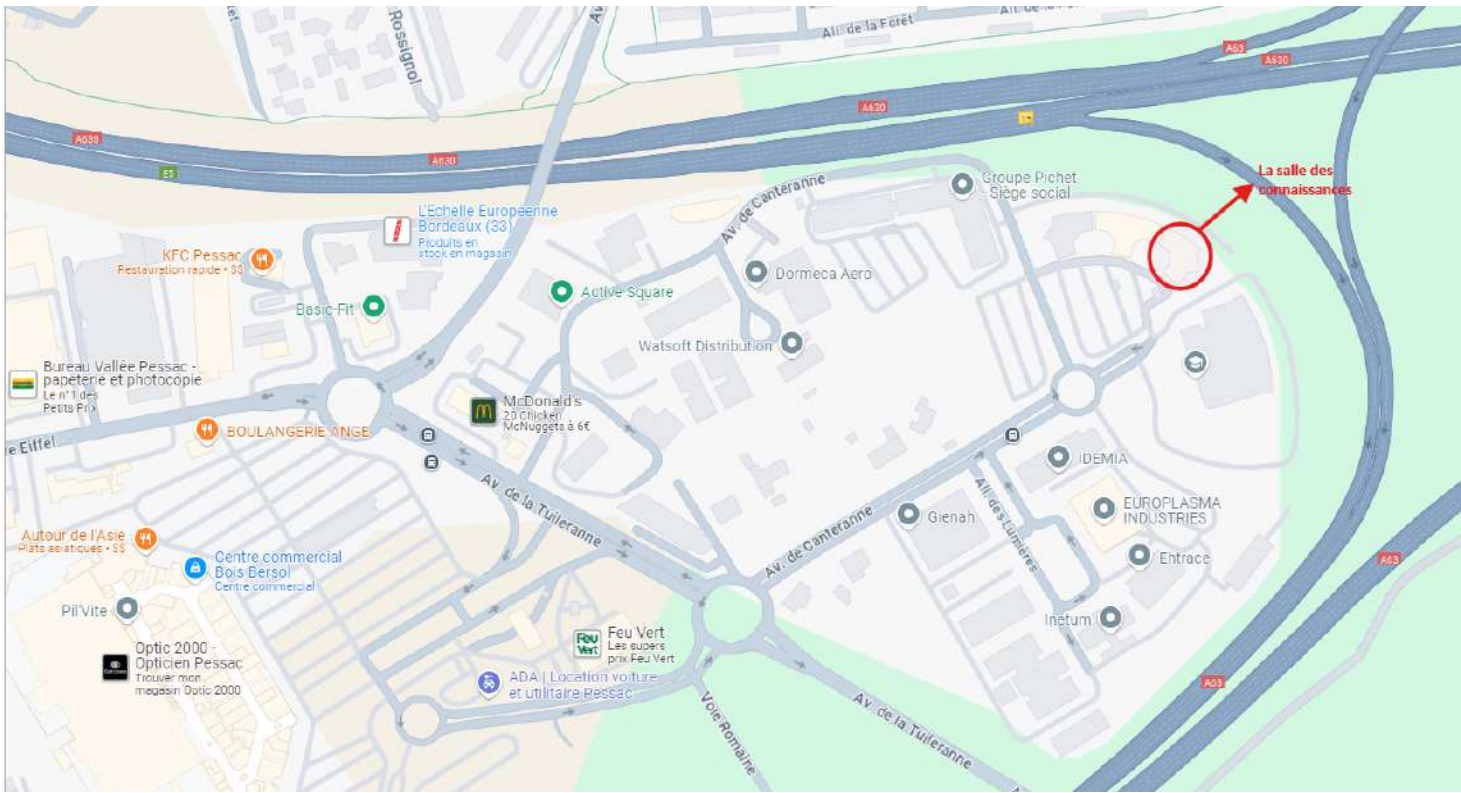 Rossignol
Av
All. de la Forêt
A63
A630
A630
A630
A630
E5
15
La salle des
connaissances
Groupe Pichet
- Siège social
Av. de Canteranne
L'Échelle Européenne
Bordeaux (33)
Produits en
stock en magasin
KFC Pessac
Restauration rapide • $$
Basic-Fit
Active Square
Dormeca Aero
Watsoft Distribution
Bureau Vallée Pessac -
papeterie et photocopie
Le n°1 des
Petits Prix
McDonald's
20 Chicken
McNuggets à 6€
BOULANGERIE ANGE
e Eiffel
Av. de la Tuileranne
IDEMIA
EUROPLASMA
INDUSTRIES
Gienah
All. des Lumières
Av. de Canteranne
Entrace
Inetum
Autour de l'Asie
Plats asiatiques • $$
Centre commercial
Bois Bersol
Centre commercial
Pil'Vite
Optic 2000 -
Opticien Pessac
Trouver mon
magasin Optic 2000
Feu
Vert
Feu Vert
Les supers
prix Feu Vert
ADA | Location voiture
et utilitaire Pessac
Voie Romaine
Av. de la Tuileranne
A63
A63